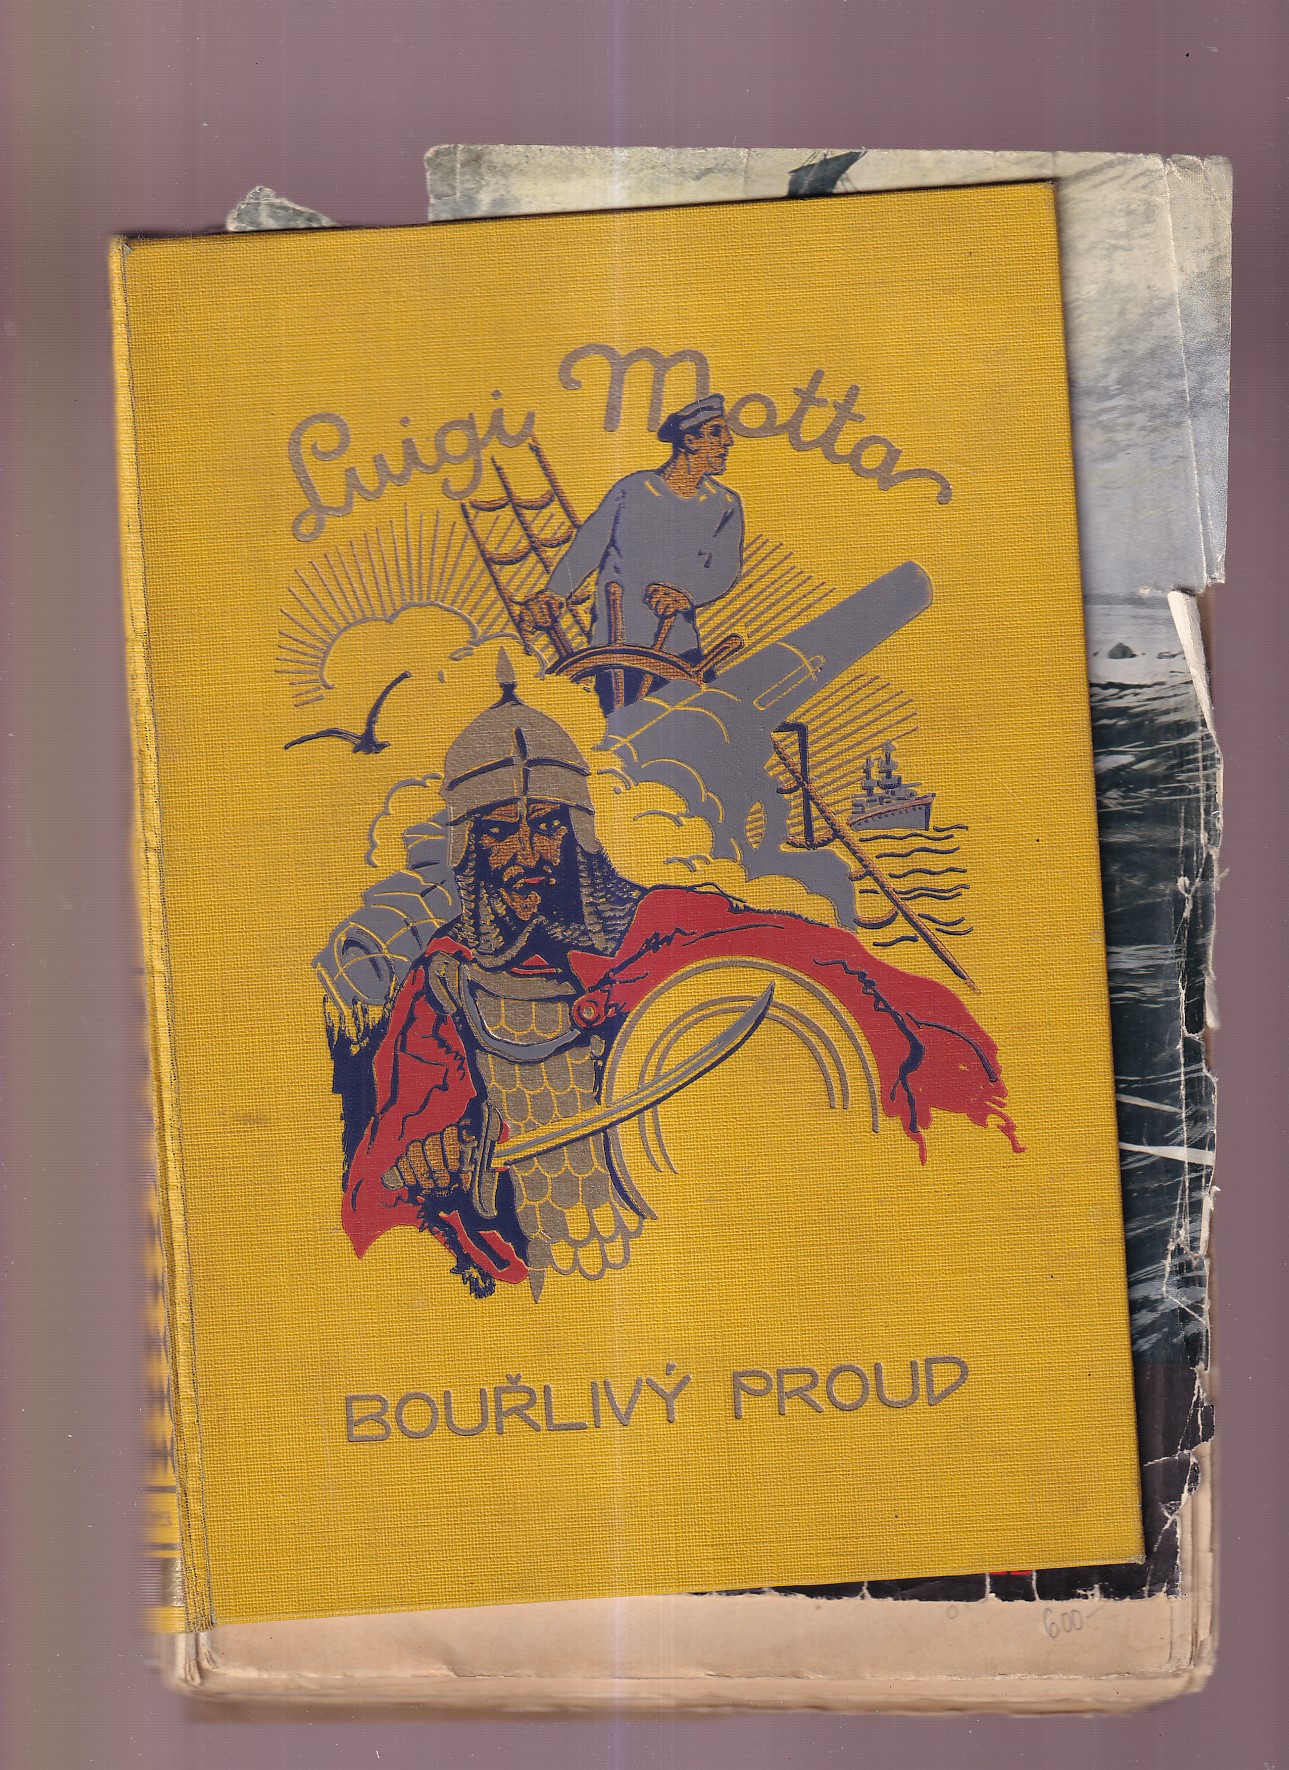 Luigi Motta
BOUŘLIVÝ PROUD
600-